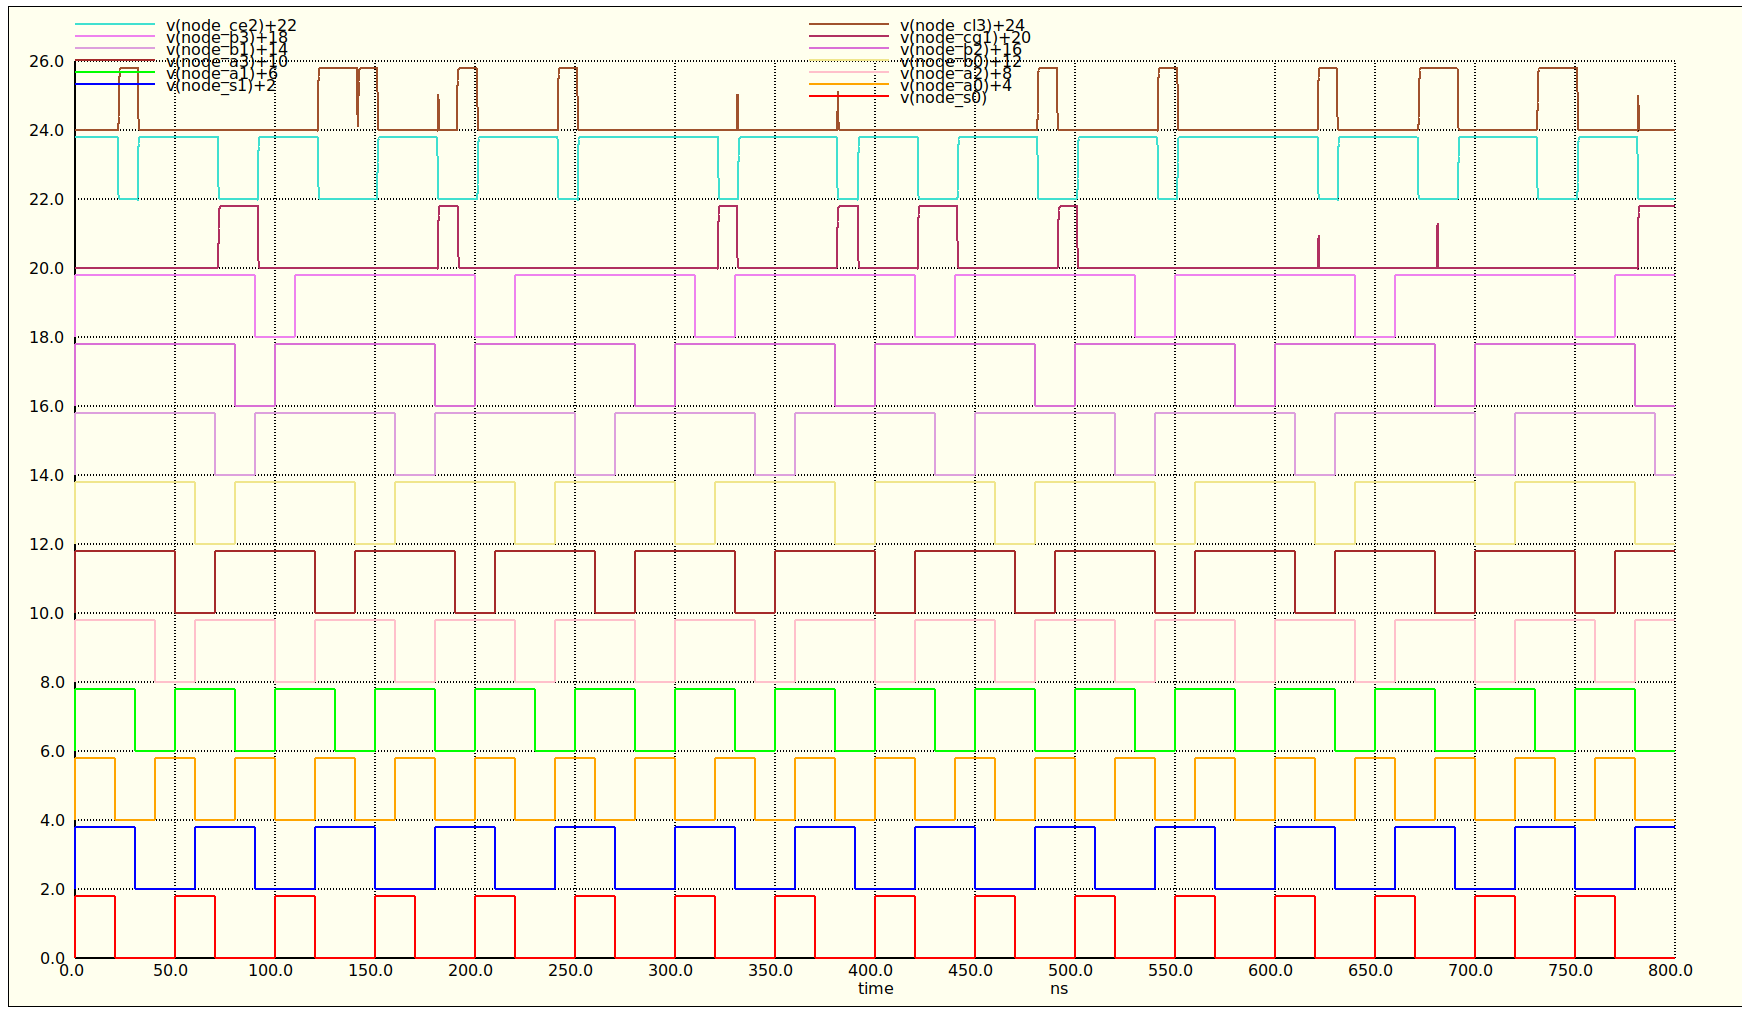 v(node_ce2)+22 v(node_cl3)+24
v(node_b3)+18 v(node_cg1)+20
v(node_b1)+14 v(node_b2)+16
v(node_a3)+10 v(node_b0)+12
v(node_a1)+6 v(node_a2)+8
v(node_s1)+2 v(node_a0)+4
v(node_s0)
26.0
24.0
22.0
20.0
18.0
16.0
14.0
12.0
10.0
8.0
6.0
4.0
2.0
0.0
0.0 50.0 100.0 150.0 200.0 250.0 300.0 350.0 400.0 450.0 500.0 550.0 600.0 650.0 700.0 750.0 800.0
time ns